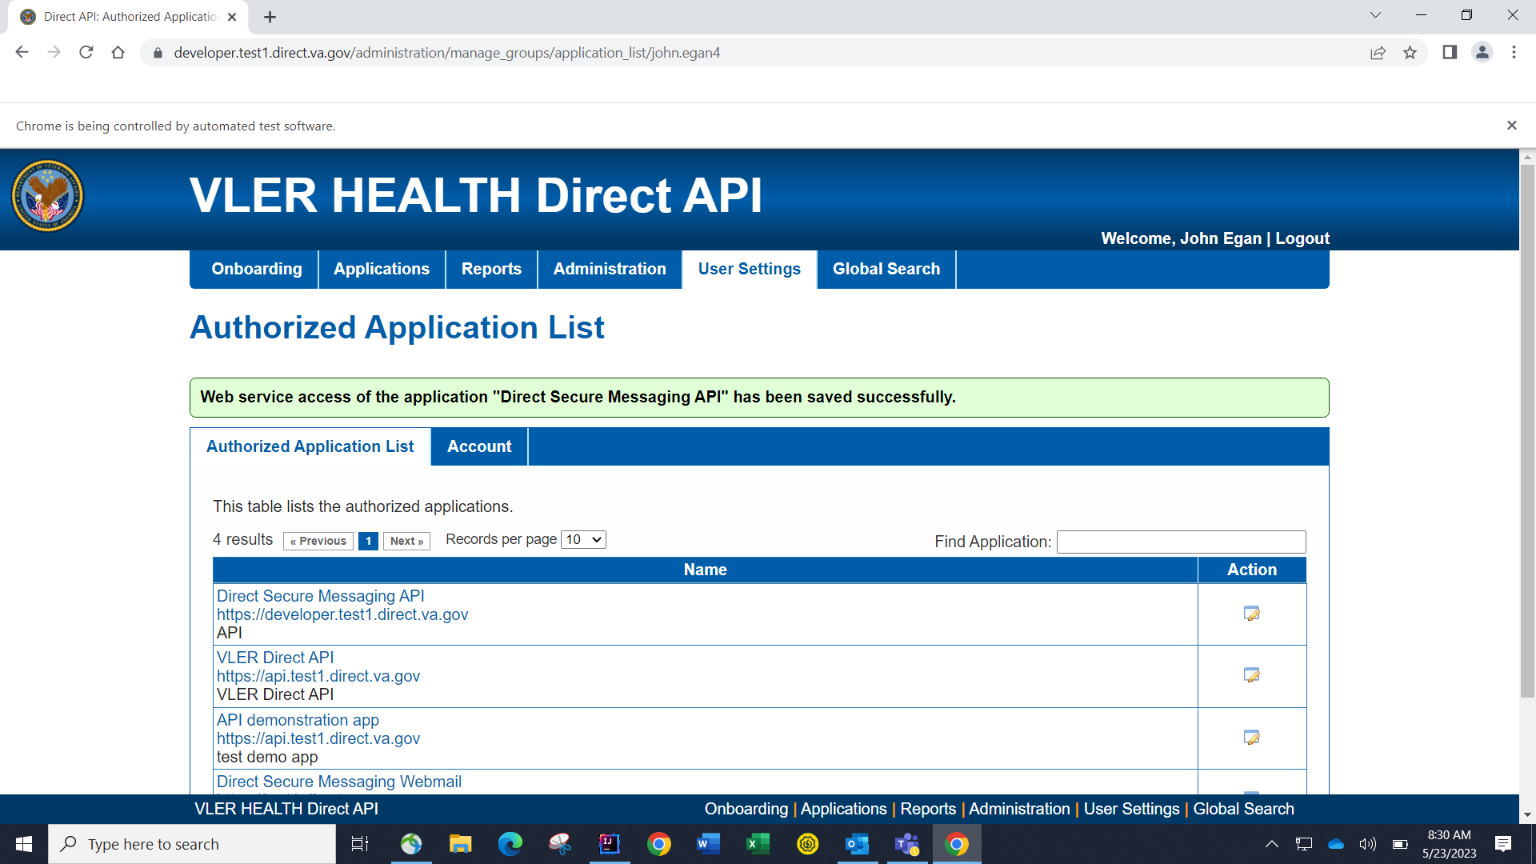 Direct API: Authorized Applicatio
developer.test1.direct.va.gov/administration/manage_groups/application_list/john.egan4
Chrome is being controlled by automated test software.
VLER HEALTH Direct API
Welcome, John Egan | Logout
Onboarding Applications Reports Administration User Settings Global Search
Authorized Application List
Web service access of the application "Direct Secure Messaging API" has been saved successfully.
Authorized Application List Account
This table lists the authorized applications.
4 results « Previous 1 Next » Records per page 10 Find Application:
Name Action
Direct Secure Messaging API
https://developer.test1.direct.va.gov
API
VLER Direct API
https://api.test1.direct.va.gov
VLER Direct API
API demonstration app
https://api.test1.direct.va.gov
test demo app
Direct Secure Messaging Webmail
VLER HEALTH Direct API Onboarding | Applications | Reports | Administration | User Settings | Global Search
Type here to search
8:30 AM
5/23/2023